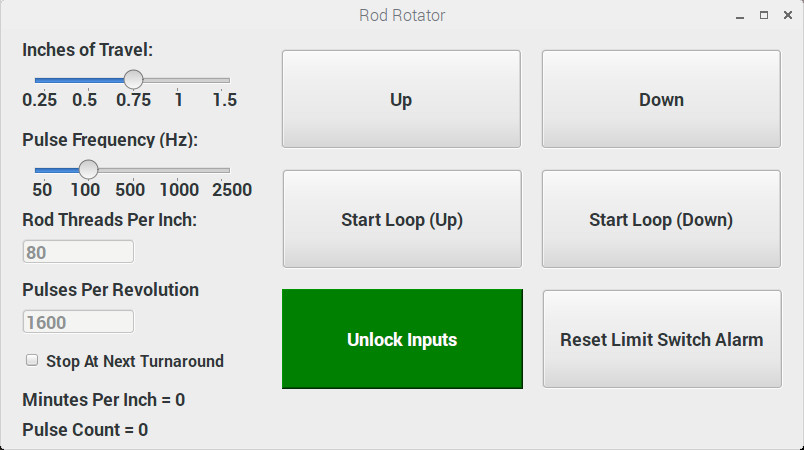 Rod Rotator
Inches of Travel:
0.25 0.5 0.75 1 1.5
Pulse Frequency (Hz):
50 100 500 1000 2500
Rod Threads Per Inch:
80
Pulses Per Revolution
1600
Stop At Next Turnaround
Minutes Per Inch = 0
Pulse Count = 0
Up
Down
Start Loop (Up)
Start Loop (Down)
Unlock Inputs
Reset Limit Switch Alarm